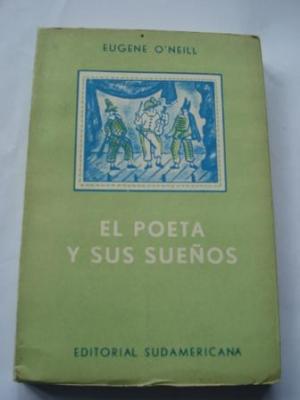 EUGENE O'NEILL
EL POETA
Y SUS SUEÑOS
EDITORIAL SUDAMERICANA